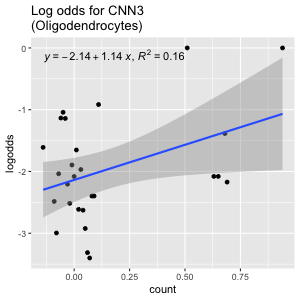 Log odds for CNN3
(Oligodendrocytes)
y = −2.14 + 1.14 x, R² = 0.16
0
-1
-2
-3
logodds
0.00
0.25
0.50
0.75
count